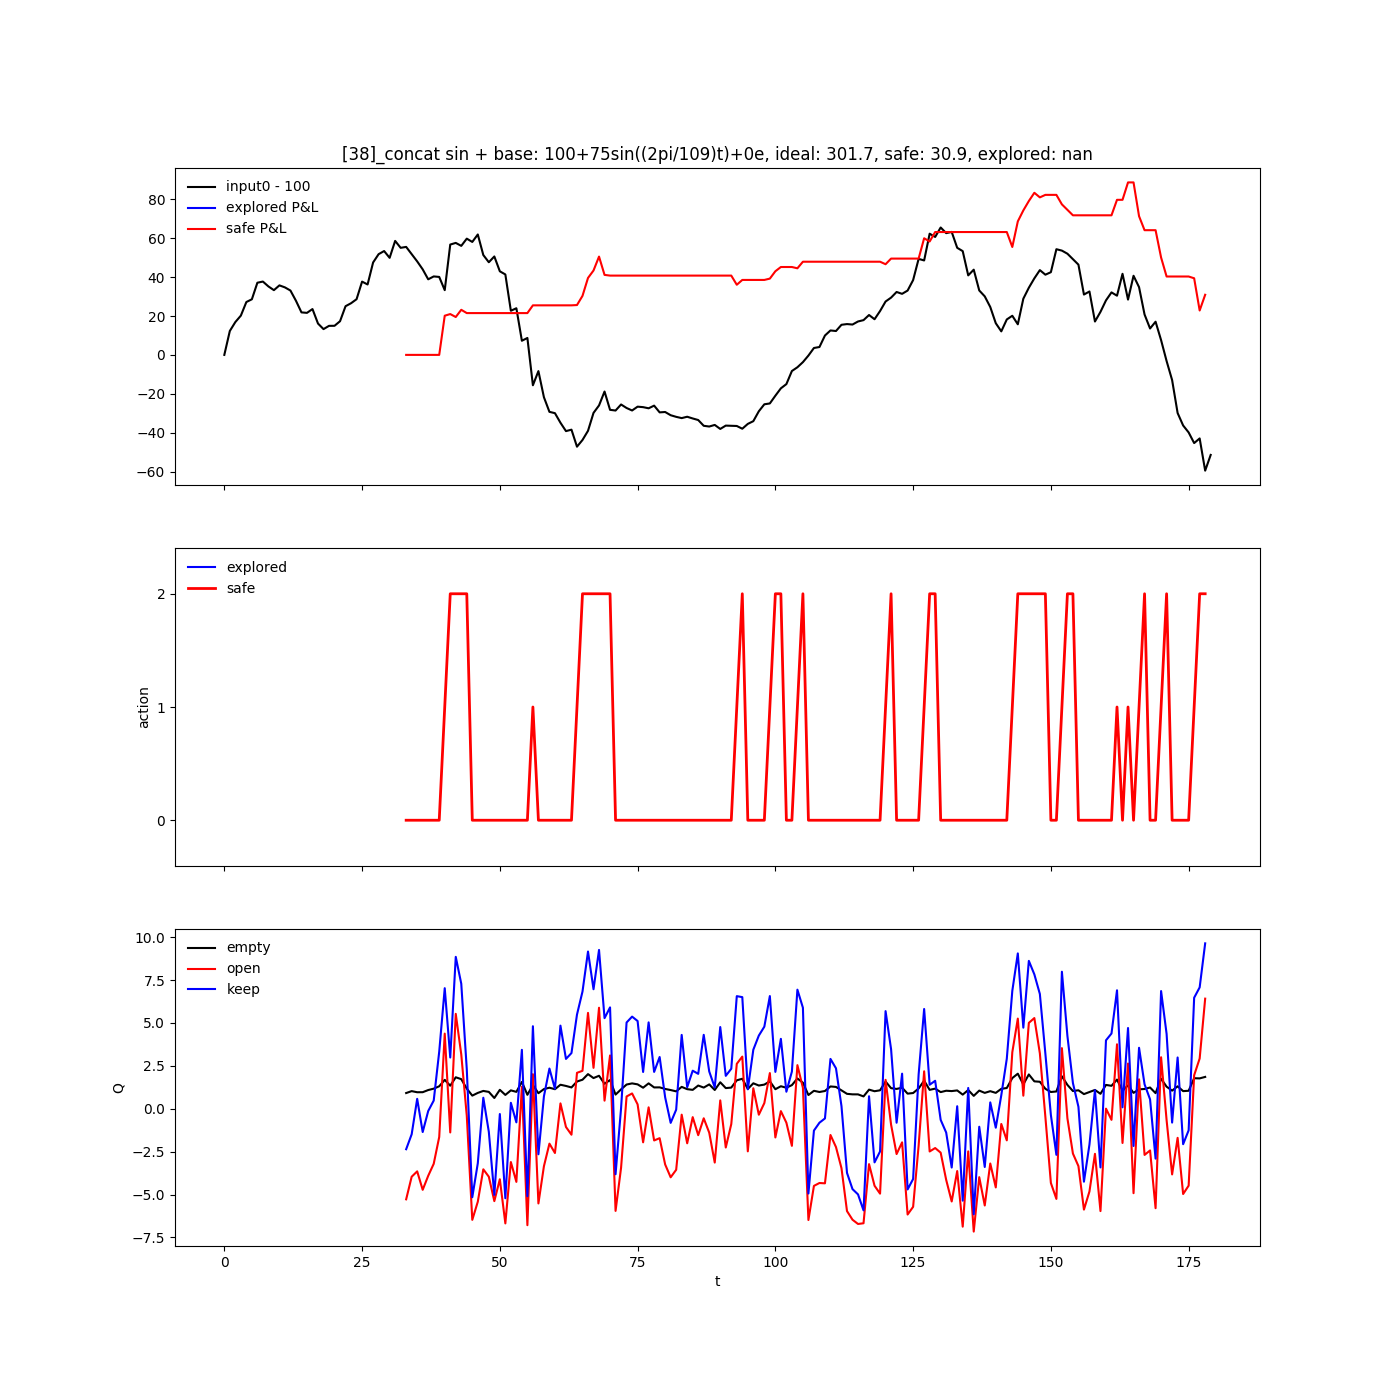 [38]_concat sin + base: 100+75sin((2pi/109)t)+0e, ideal: 301.7, safe: 30.9, explored: nan
input0 - 100
explored P&L
safe P&L
80
60
40
20
0
−20
−40
−60
explored
safe
2
1
0
action
empty
open
keep
10.0
7.5
5.0
2.5
0.0
−2.5
−5.0
−7.5
Q
0 25 50 75 100 125 150 175
t